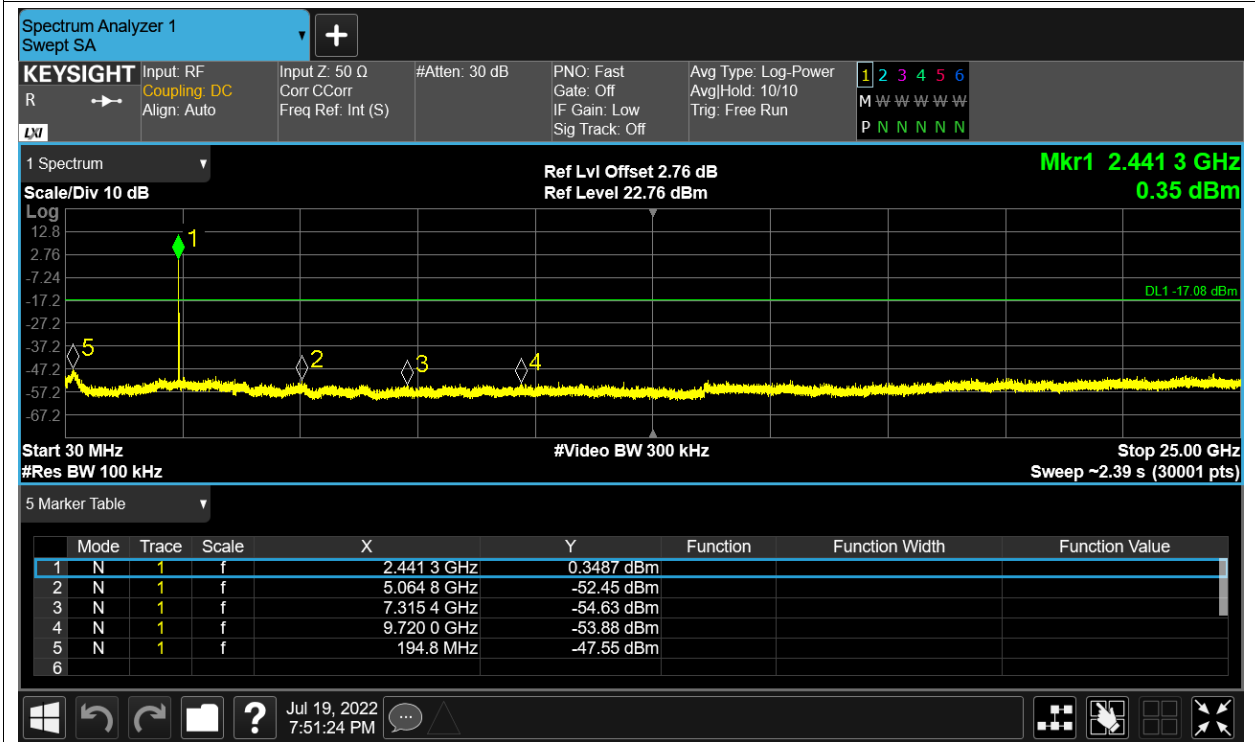 Spectrum Analyzer 1
Swept SA
+
KEYSIGHT Input: RF Input Z: 50 Ω #Atten: 30 dB PNO: Fast Avg Type: Log-Power 1 2 3 4 5 6
R Coupling: DC Corr CCorr Gate: Off Avg|Hold: 10/10 M W W W W W
Align: Auto Freq Ref: Int (S) IF Gain: Low Trig: Free Run
LXI Sig Track: Off P N N N N N
1 Spectrum Ref Lvl Offset 2.76 dB Mkr1 2.441 3 GHz
Scale/Div 10 dB Ref Level 22.76 dBm 0.35 dBm
Log
12.8 1
2.76
-7.24
DL1 -17.08 dBm
-17.2
-27.2
-37.2 5
-47.2 2 3 4
-57.2
-67.2
Start 30 MHz #Video BW 300 kHz Stop 25.00 GHz
#Res BW 100 kHz Sweep ~2.39 s (30001 pts)
5 Marker Table
Mode Trace Scale X Y Function Function Width Function Value
1 N 1 f 2.441 3 GHz 0.3487 dBm
2 N 1 f 5.064 8 GHz -52.45 dBm
3 N 1 f 7.315 4 GHz -54.63 dBm
4 N 1 f 9.720 0 GHz -53.88 dBm
5 N 1 f 194.8 MHz -47.55 dBm
6
? Jul 19, 2022
7:51:24 PM